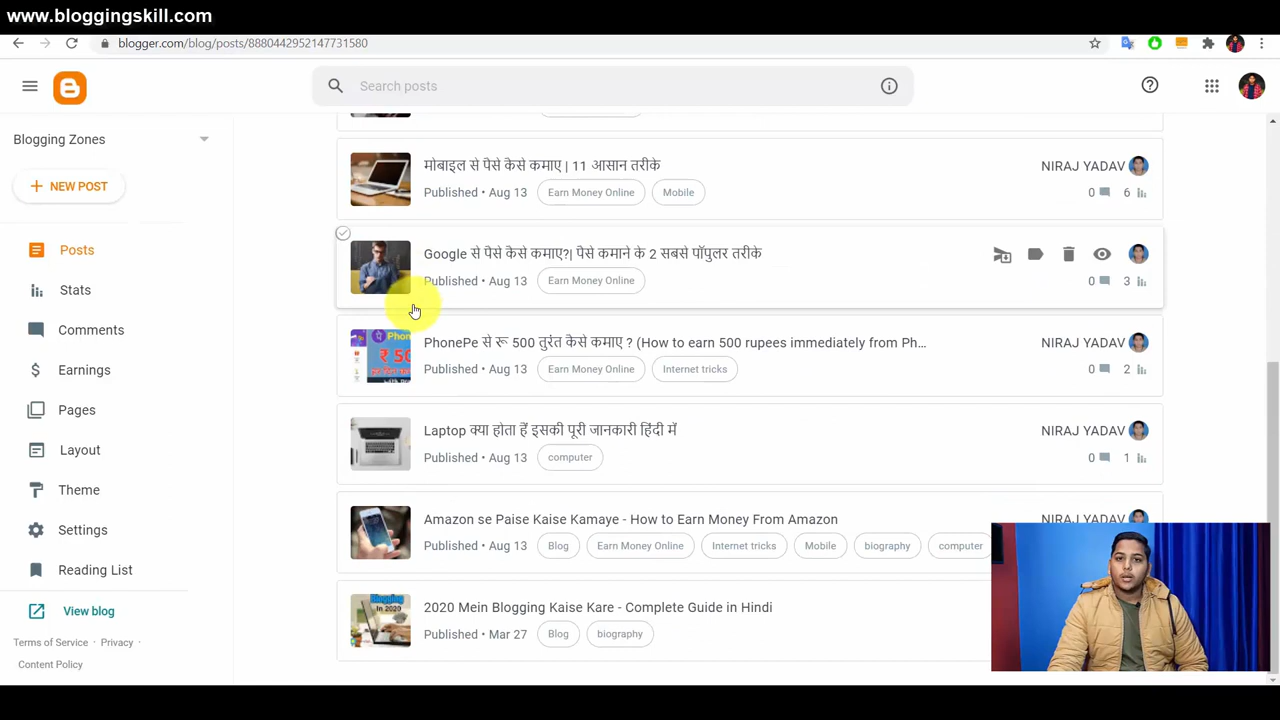 www.bloggingskill.com
blogger.com/blog/posts/8880442952147731580
Search posts
Blogging Zones
NEW POST
Posts
Stats
Comments
Earnings
Pages
Layout
Theme
Settings
Reading List
View blog
Terms of Service • Privacy •
Content Policy
मोबाइल से पैसे कैसे कमाए | 11 आसान तरीके
NIRAJ YADAV
Published • Aug 13 Earn Money Online Mobile
0 6
Google से पैसे कैसे कमाए?| पैसे कमाने के 2 सबसे पॉपुलर तरीके
Published • Aug 13 Earn Money Online
0 3
PhonePe से रू 500 तुरंत कैसे कमाए ? (How to earn 500 rupees immediately from Ph...
NIRAJ YADAV
Published • Aug 13 Earn Money Online Internet tricks
0 2
Laptop क्या होता हैं इसकी पूरी जानकारी हिंदी में
NIRAJ YADAV
Published • Aug 13 computer
0 1
Amazon se Paise Kaise Kamaye - How to Earn Money From Amazon
NIRAJ YADAV
Published • Aug 13 Blog Earn Money Online Internet tricks Mobile biography computer
Blogging
In 2020
2020 Mein Blogging Kaise Kare - Complete Guide in Hindi
Published • Mar 27 Blog biography